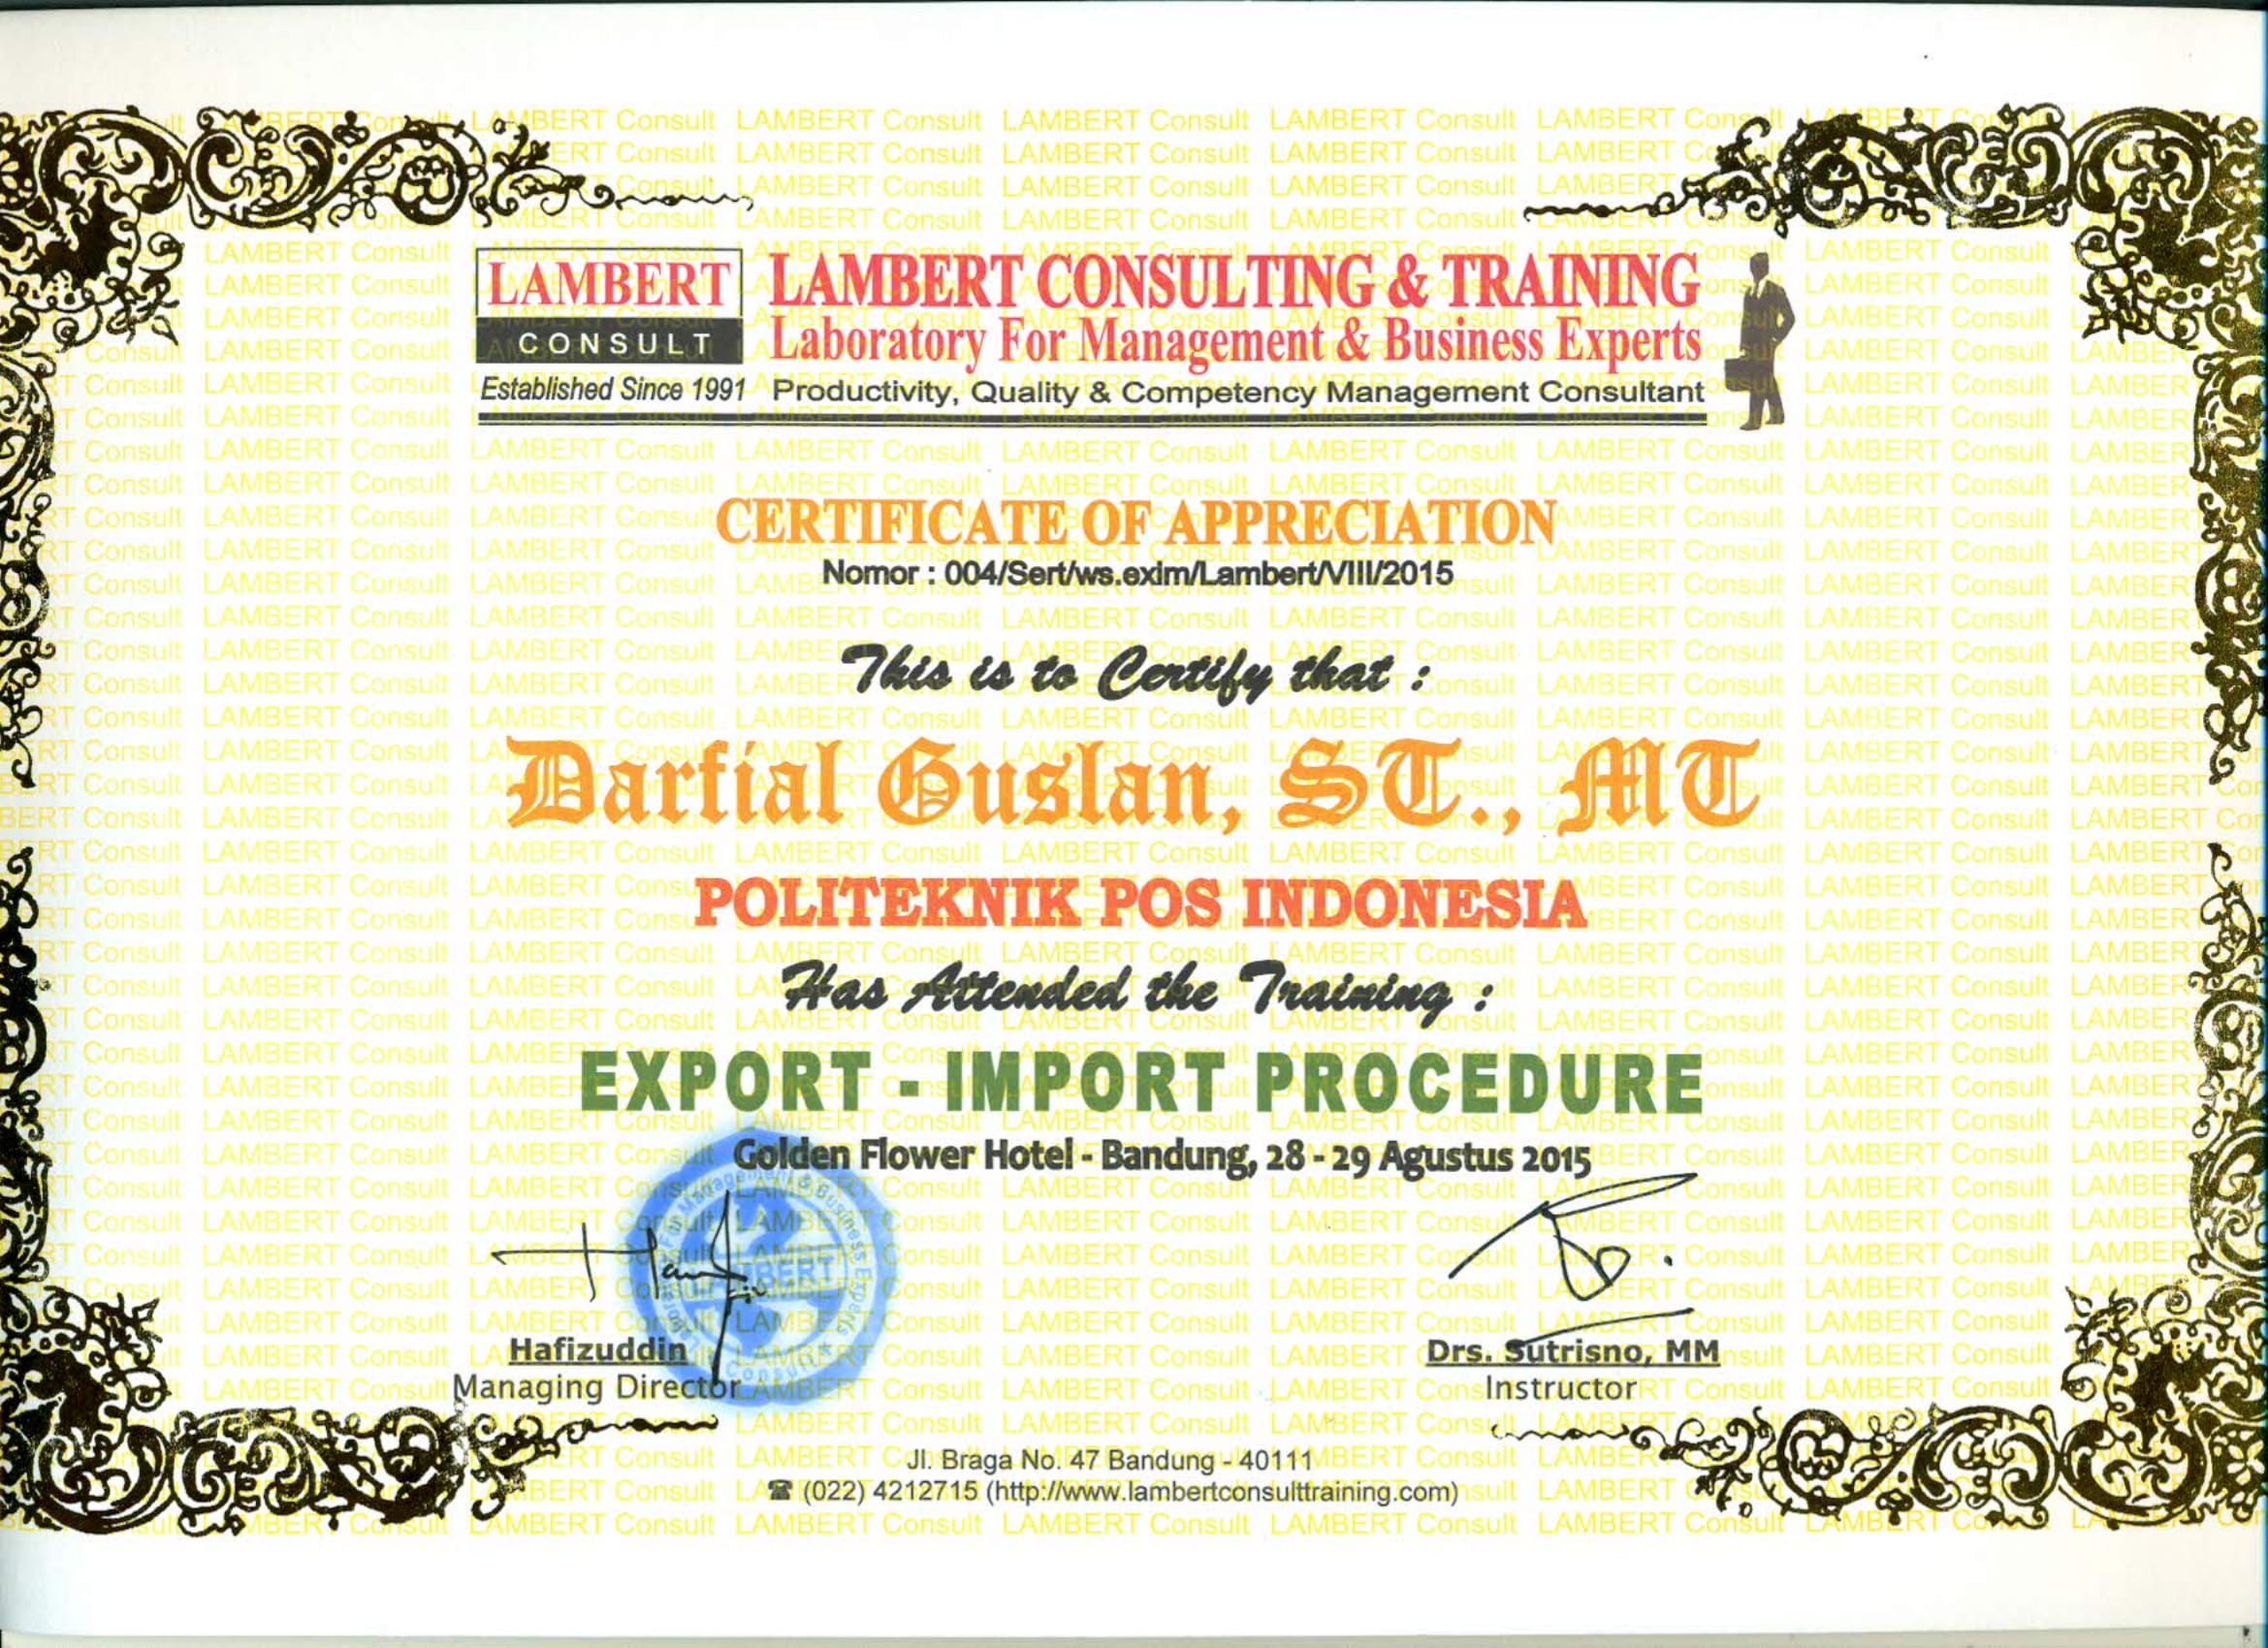 LAMBERT
CONSULT
Established Since 1991
LAMBERT CONSULTING & TRAINING
Laboratory For Management & Business Experts
Productivity, Quality & Competency Management Consultant
CERTIFICATE OF APPRECIATION
Nomor : 004/Sert/ws.exim/Lambert/VIII/2015
This is to Certify that :
Darfial Guslan, ST., MT
POLITEKNIK POS INDONESIA
Has Attended the Training :
EXPORT - IMPORT PROCEDURE
Golden Flower Hotel - Bandung, 28 - 29 Agustus 2015
Hafizuddin
Managing Director
Drs. Sutrisno, MM
Instructor
Jl. Braga No. 47 Bandung - 40111
☎ (022) 4212715 (http://www.lambertconsulttraining.com)